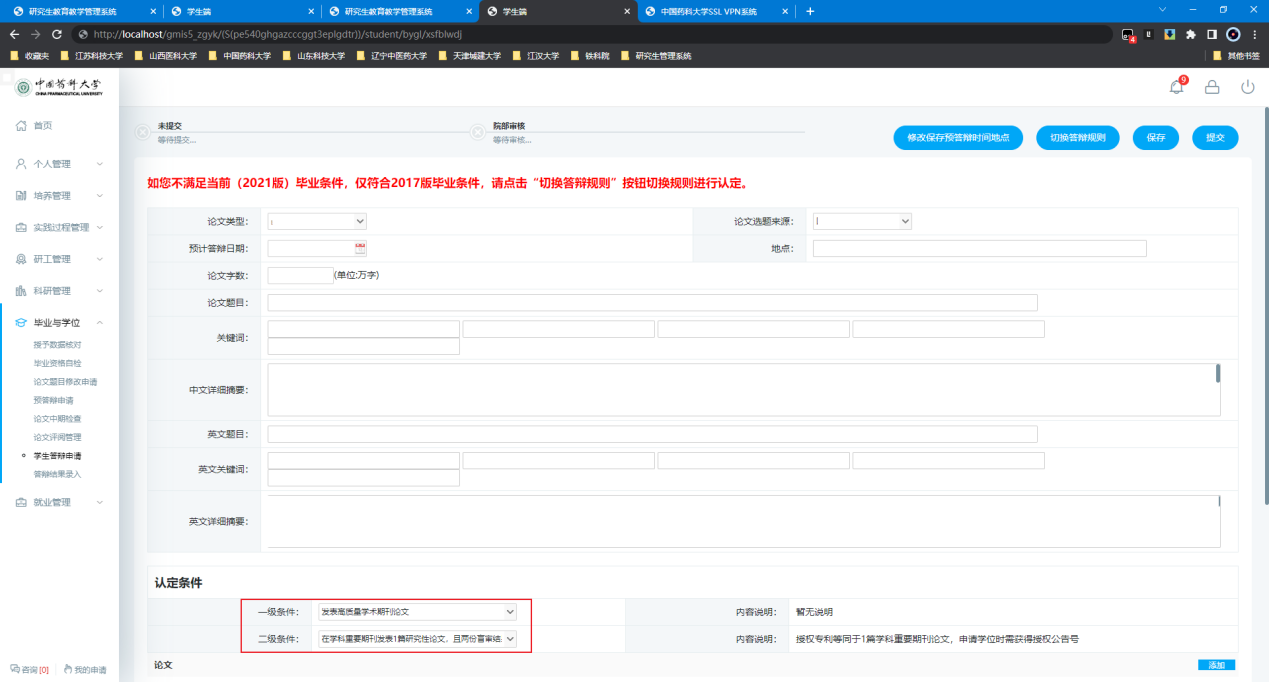 研究生教育教学管理系统
学生端
研究生教育教学管理系统
学生端
中国药科大学SSL VPN系统
http://localhost/gmis5_zgyk/(S(pe540ghgazcccggt3eplgdtr))/student/bygl/xsfblwdj
4
收藏夹
江苏科技大学
山西医科大学
中国药科大学
山东科技大学
辽宁中医药大学
天津城建大学
江汉大学
铁科院
研究生管理系统
其他书签
中国药科大学
CHINA PHARMACEUTICAL UNIVERSITY
9
首页
个人管理
培养管理
实践过程管理
研工管理
科研管理
毕业与学位
授予数据核对
毕业资格自检
论文题目修改申请
预答辩申请
论文中期检查
论文评阅管理
学生答辩申请
答辩结果录入
就业管理
咨询[0]
我的申请
未提交
等待提交...
院部审核
等待审核...
修改保存预答辩时间地点
切换答辩规则
保存
提交
如您不满足当前（2021版）毕业条件，仅符合2017版毕业条件，请点击“切换答辩规则”按钮切换规则进行认定。
论文类型:
论文选题来源:
预计答辩日期:
地点:
论文字数:
(单位:万字)
论文题目:
关键词:
中文详细摘要:
英文题目:
英文关键词:
英文详细摘要:
认定条件
一级条件:
发表高质量学术期刊论文
内容说明:
暂无说明
二级条件:
在学科重要期刊发表1篇研究性论文，且两份盲审结
内容说明:
授权专利等同于1篇学科重要期刊论文，申请学位时需获得授权公告号
论文
添加